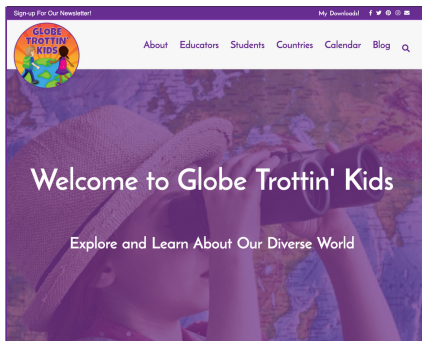 Sign-up For Our Newsletter!
My Downloads!
GLOBE
TROTTIN'
KIDS
About Educators Students Countries Calendar Blog
Welcome to Globe Trottin' Kids
Explore and Learn About Our Diverse World